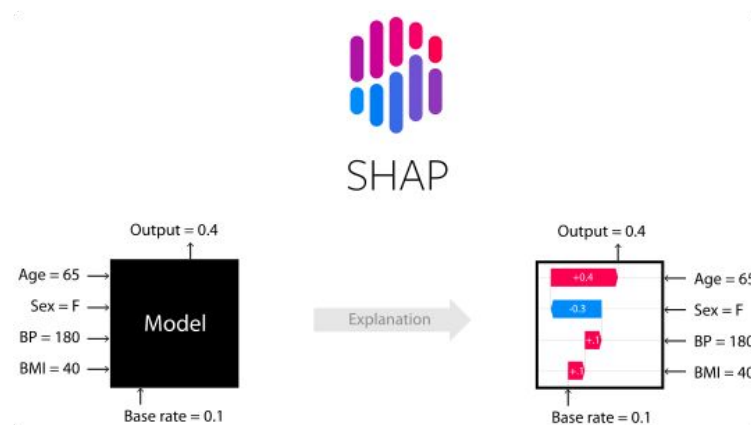 SHAP
Output = 0.4
Age = 65
Sex = F
BP = 180
BMI = 40
Model
Base rate = 0.1
Explanation
Output = 0.4
+0.4
-0.3
+.1
+.1
Age = 65
Sex = F
BP = 180
BMI = 40
Base rate = 0.1